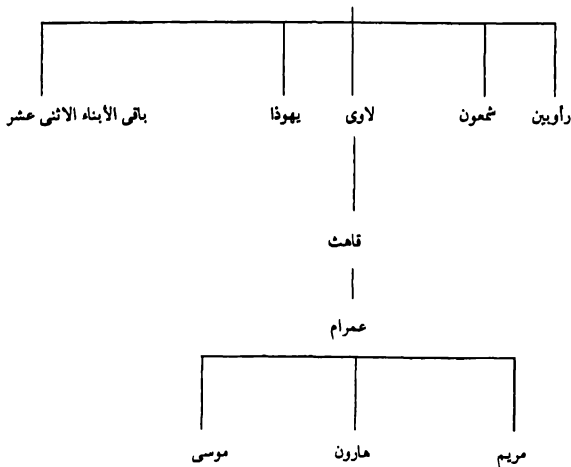 رأوبين شمعون لاوى يهوذا باقى الأبناء الاثنى عشر
قاهث
عمرام
مريم هارون موسى